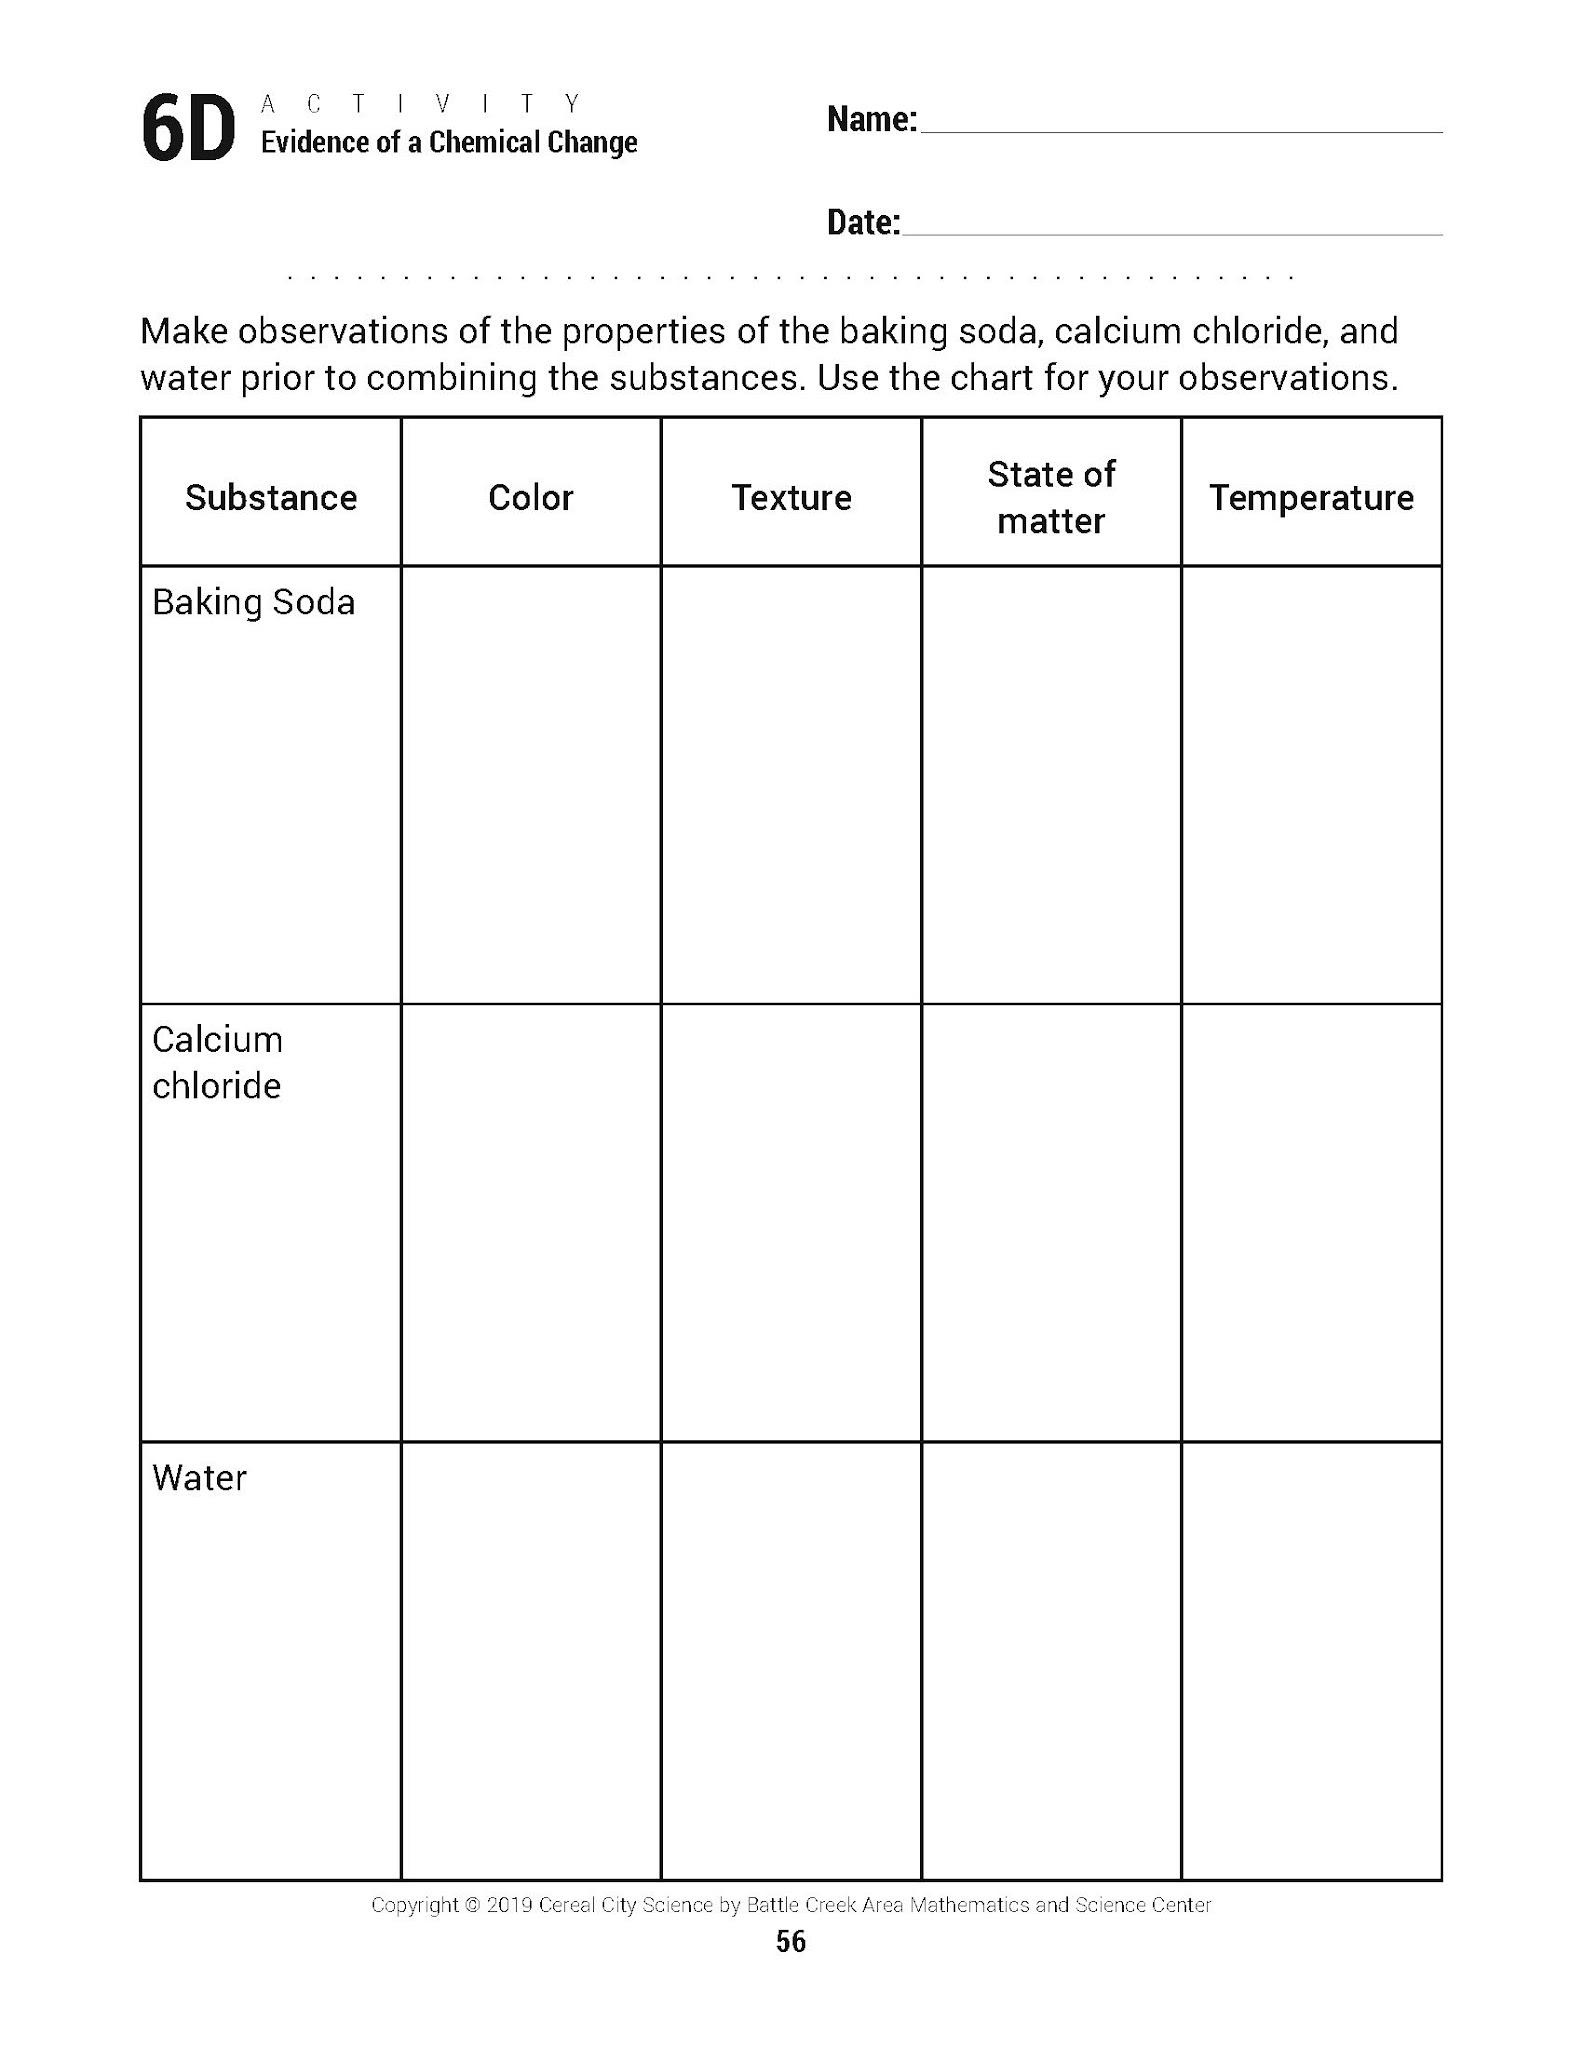 6D ACTIVITY
Evidence of a Chemical Change
Name:
Date:
Make observations of the properties of the baking soda, calcium chloride, and
water prior to combining the substances. Use the chart for your observations.
Substance Color Texture State of matter Temperature
Baking Soda
Calcium
chloride
Water
Copyright © 2019 Cereal City Science by Battle Creek Area Mathematics and Science Center
56